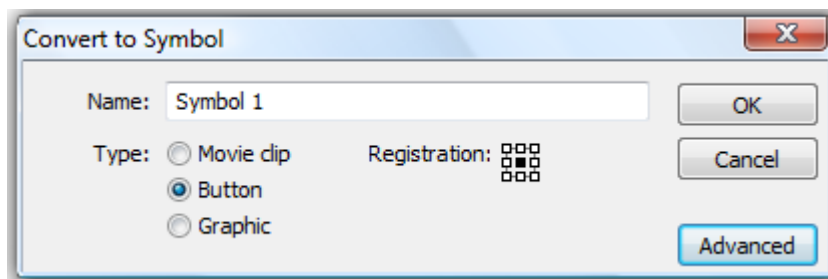 Convert to Symbol
Name: Symbol 1 OK
Type: Movie clip Registration: Cancel
Button
Graphic
Advanced